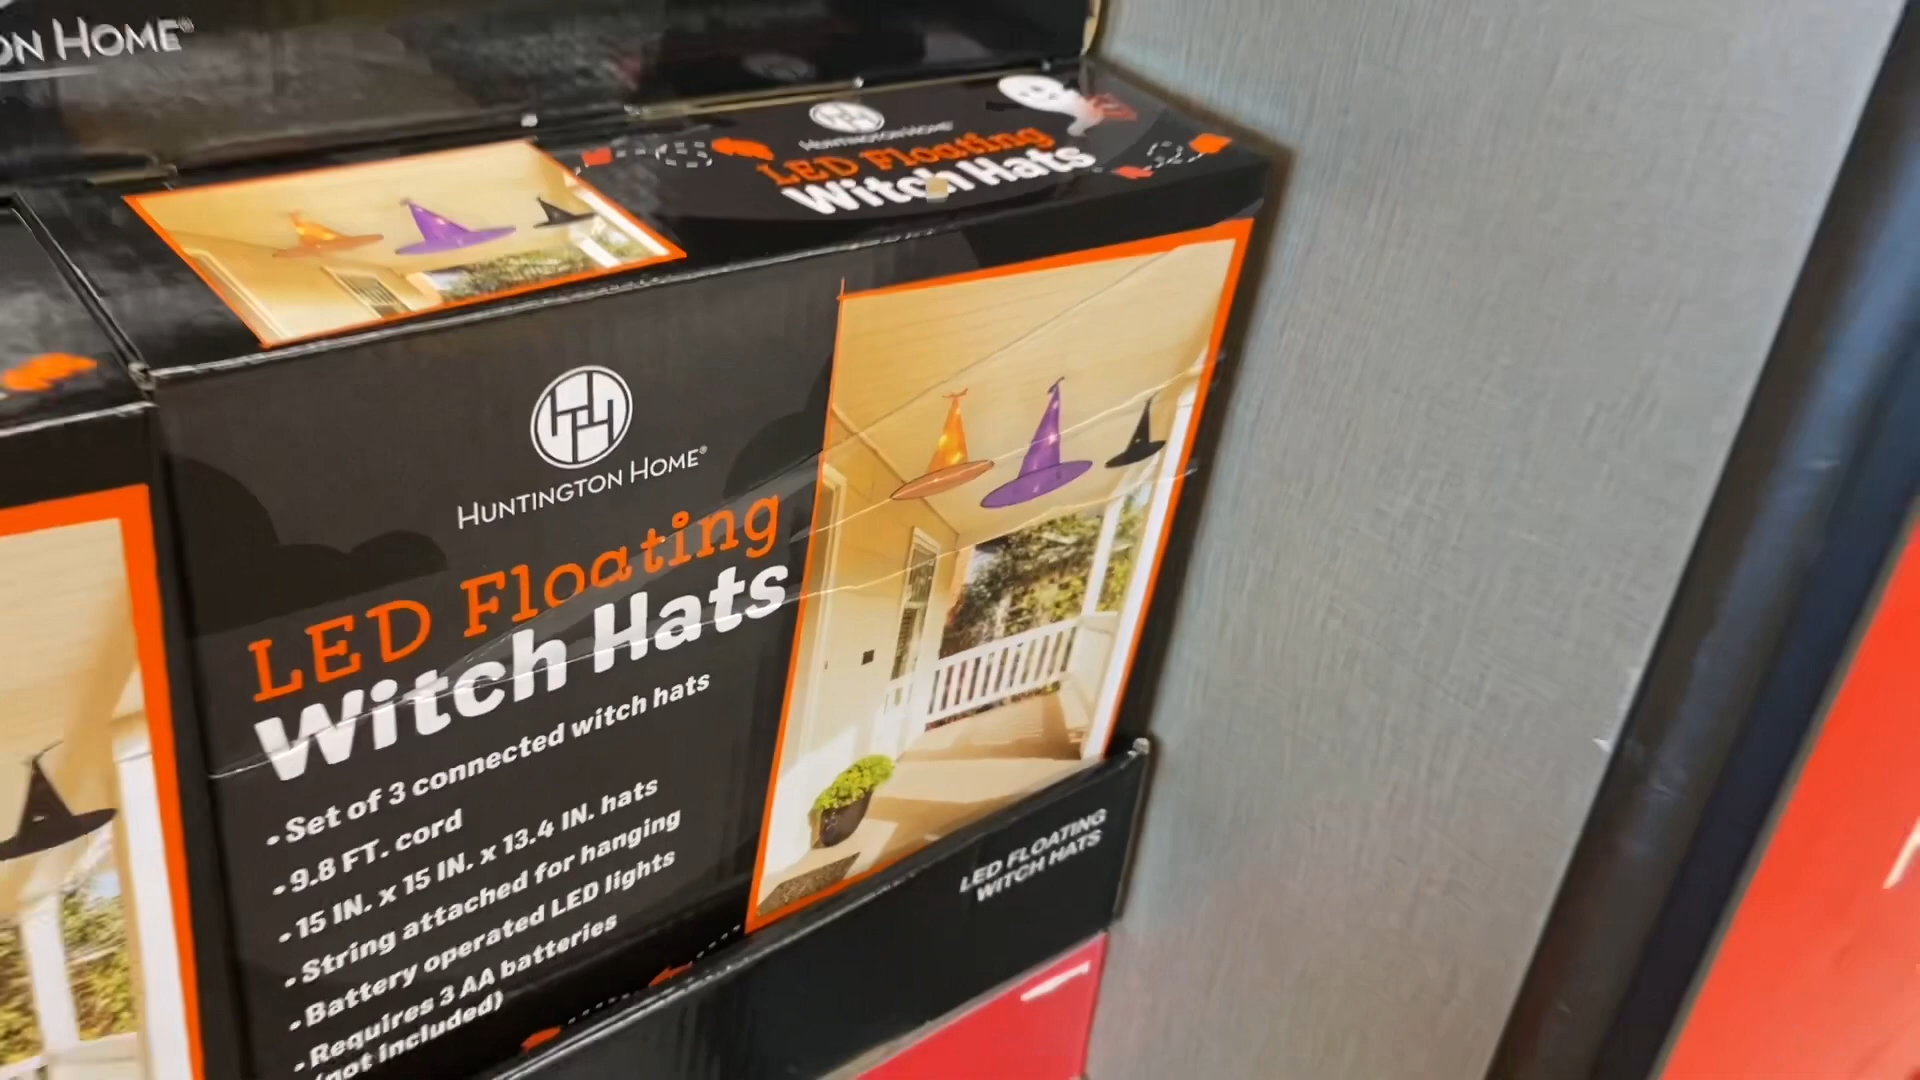 ON HOME®
HUNTINGTON HOME™
LED Floating
Witch Hats
HUNTINGTON HOME®
LED Floating
Witch Hats
• Set of 3 connected witch hats
• 9.8 FT. cord
• 15 IN. x 15 IN. x 13.4 IN. hats
• String attached for hanging
• Battery operated LED lights
• Requires 3 AA batteries
(not included)
LED FLOATING
WITCH HATS